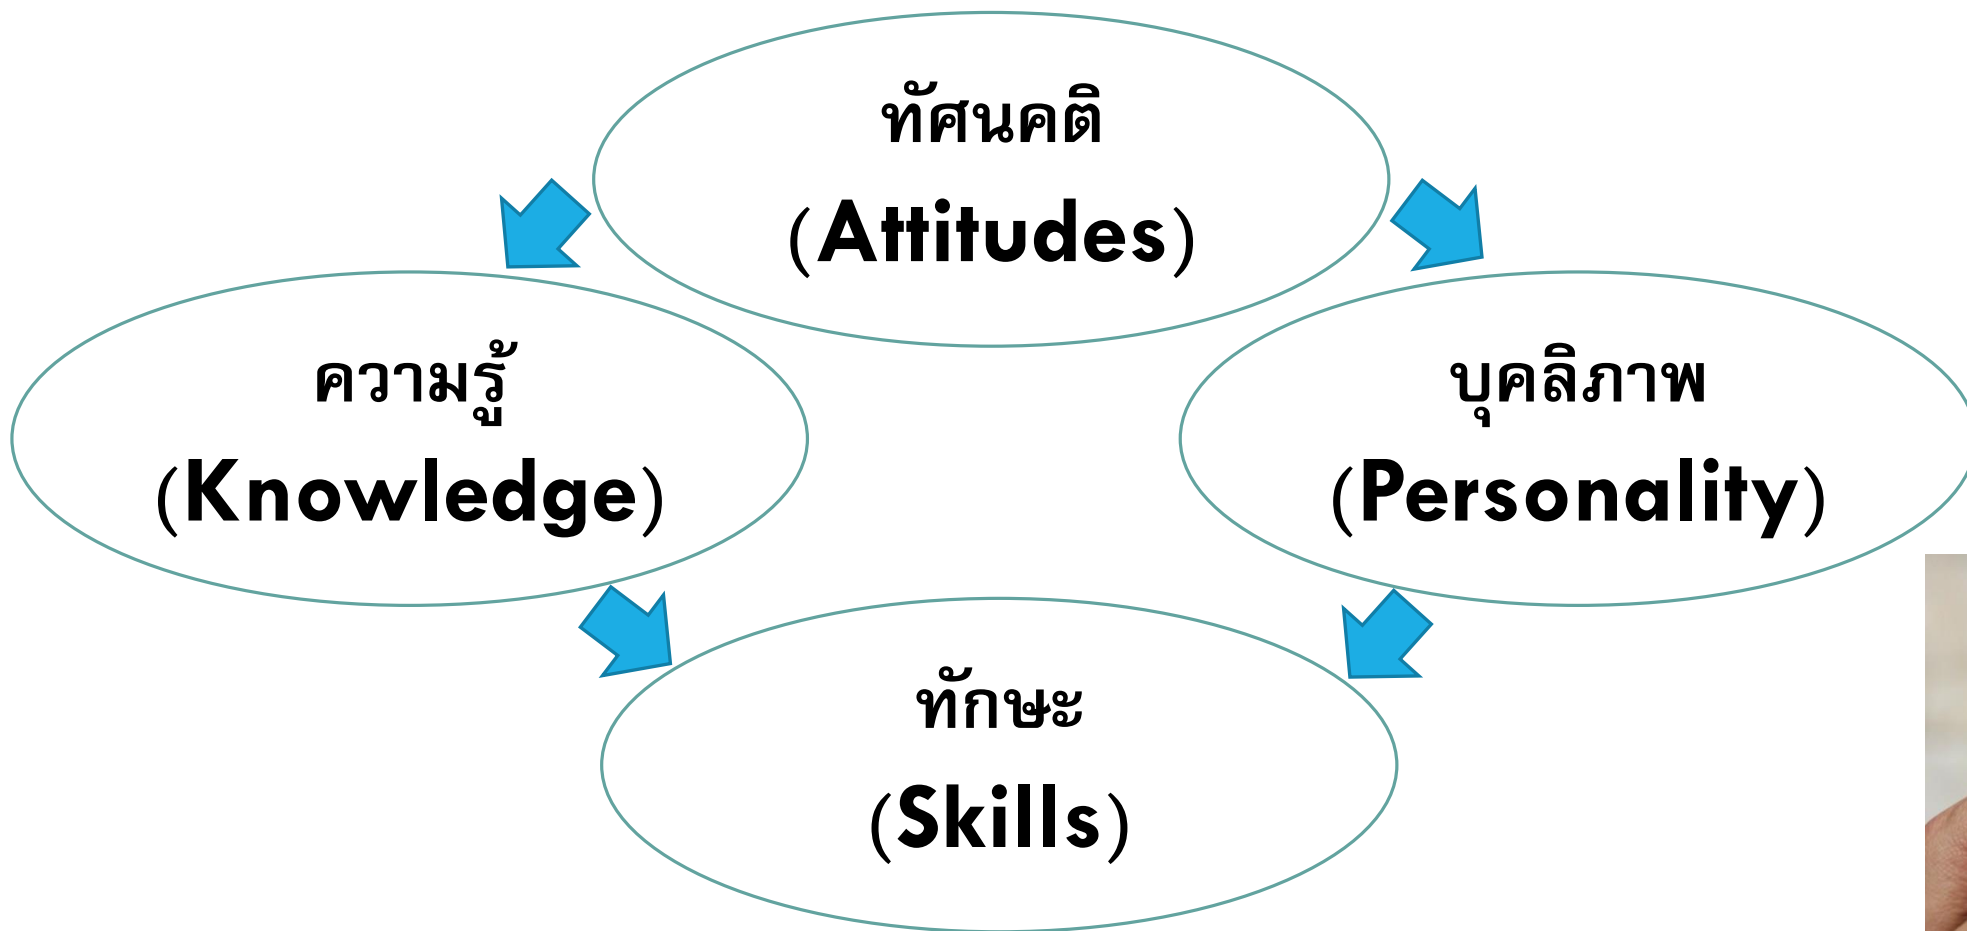 ทัศนคติ
(Attitudes)
ความรู้
(Knowledge)
บุคลิภาพ
(Personality)
ทักษะ
(Skills)